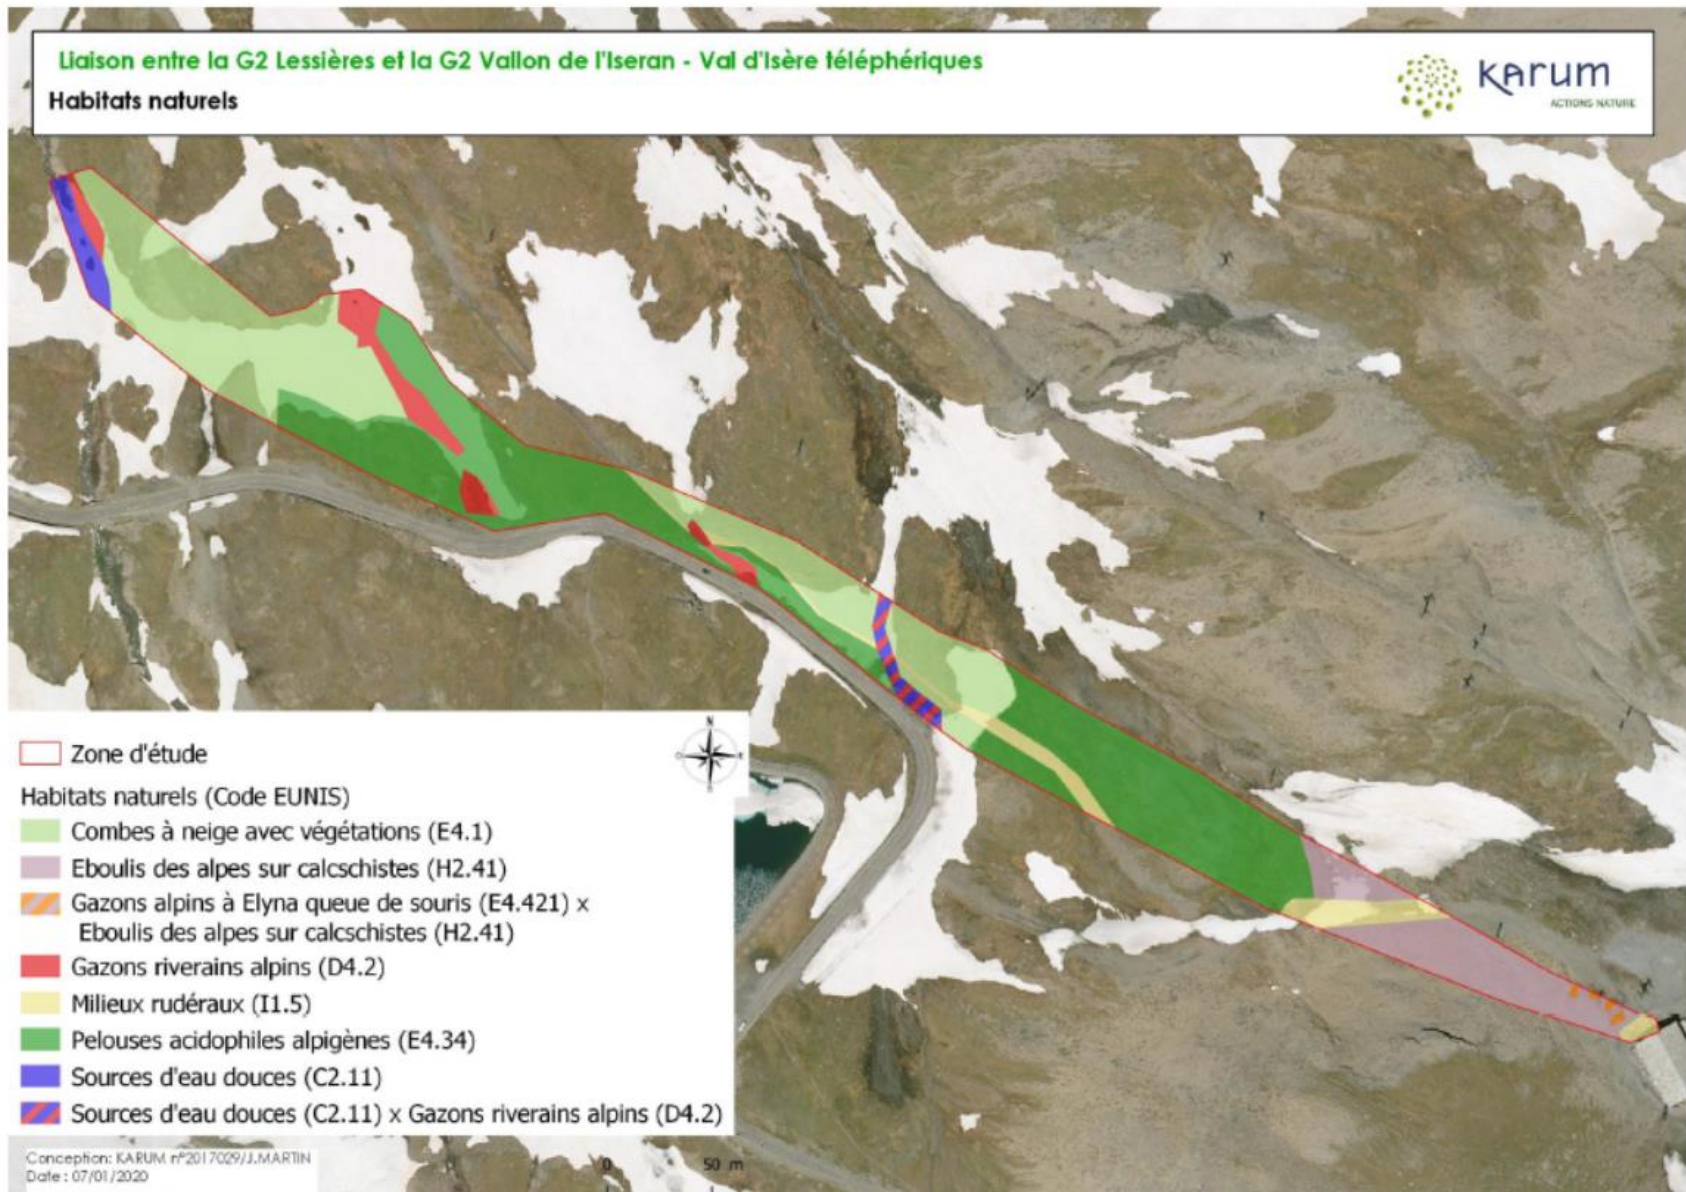 Liaison entre la G2 Lessières et la G2 Vallon de l'Iseran - Val d'Isère téléphériques
Habitats naturels
KARUM
ACTIONS NATURE
N
Zone d'étude
Habitats naturels (Code EUNIS)
Combes à neige avec végétations (E4.1)
Eboulis des alpes sur calcschistes (H2.41)
Gazons alpins à Elyna queue de souris (E4.421) x
Eboulis des alpes sur calcschistes (H2.41)
Gazons riverains alpins (D4.2)
Milieux rudéraux (I1.5)
Pelouses acidophiles alpigènes (E4.34)
Sources d'eau douces (C2.11)
Sources d'eau douces (C2.11) x Gazons riverains alpins (D4.2)
Conception: KARUM n°2017029/J.MARTIN
Date : 07/01/2020
0 50 m